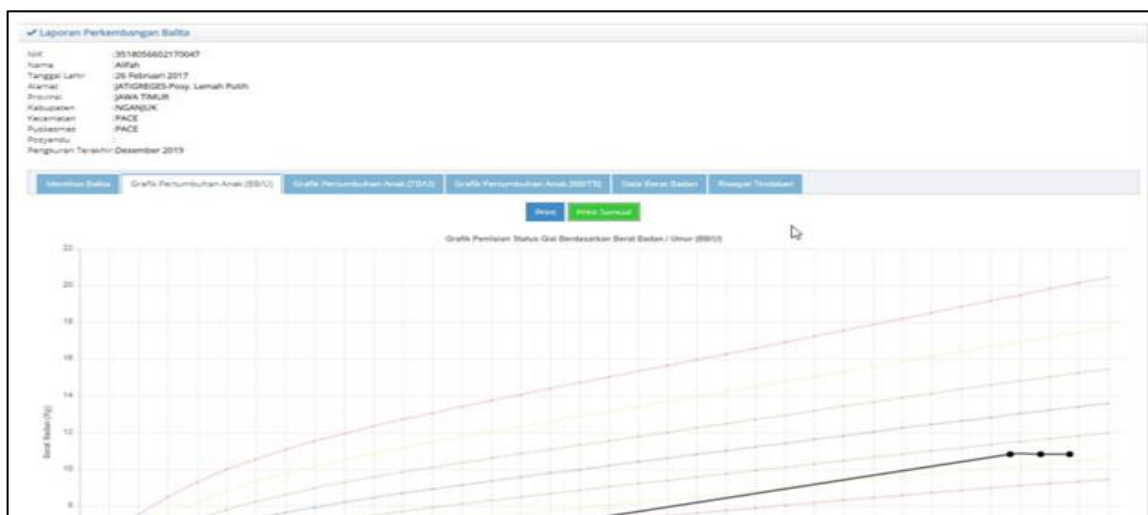 Laporan Perkembangan Balita
NIK :3518056602170047
Nama :Alifah
Tanggal Lahir :26 Februari 2017
Alamat :JATIGREGES-Posy. Lemah Putih
Provinsi :JAWA TIMUR
Kabupaten :NGANJUK
Kecamatan :PACE
Puskesmas :PACE
Posyandu :
Pengkuran Terakhir:Desember 2019
Identitas Balita Grafik Pertumbuhan Anak (BB/U) Grafik Pertumbuhan Anak (TB/U) Grafik Pertumbuhan Anak (BB/TB) Data Berat Badan Riwayat Tindakan
Print Print Semua!
Grafik Penilaian Status Gizi Berdasarkan Berat Badan / Umur (BB/U)
22
20
18
16
14
12
10
8
Berat Badan (Kg)